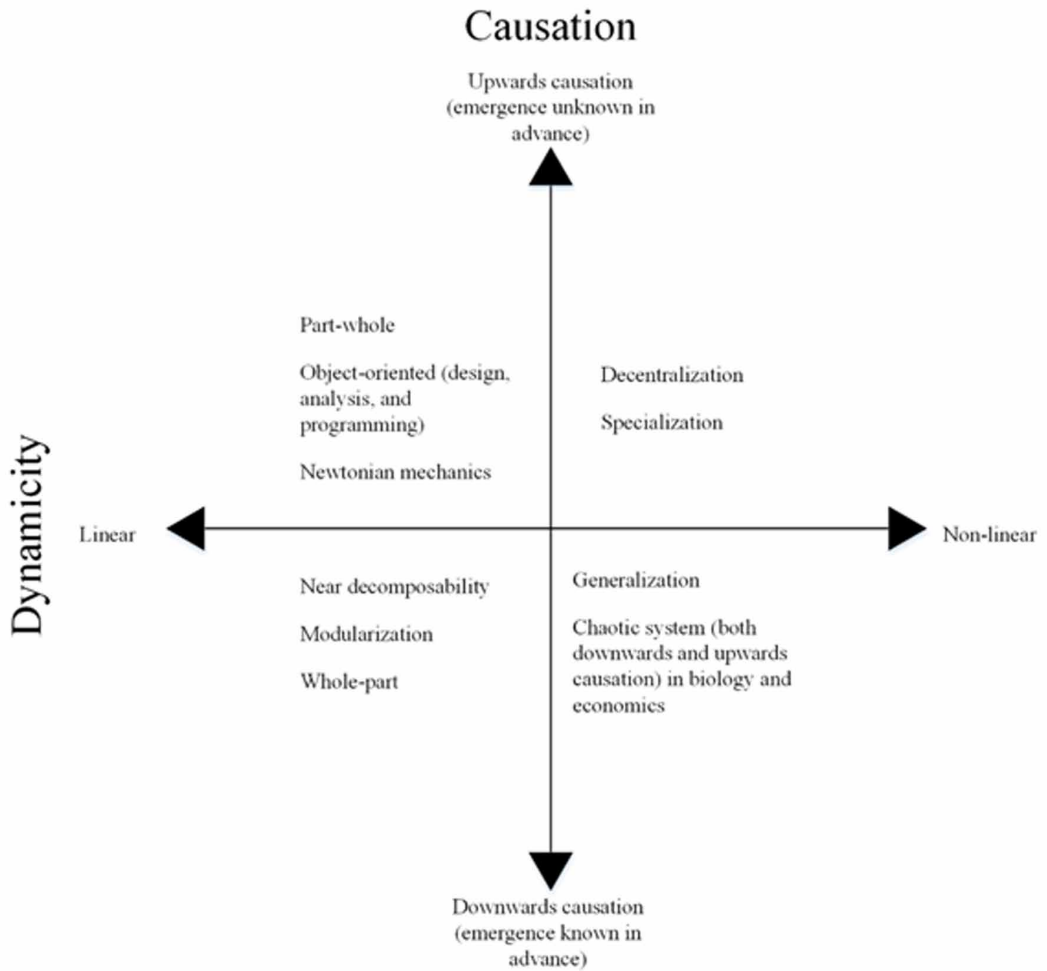 Causation
Upwards causation
(emergence unknown in
advance)
Part-whole
Object-oriented (design,
analysis, and
programming)
Newtonian mechanics
Decentralization
Specialization
Dynamicity
Linear
Non-linear
Near decomposability
Modularization
Whole-part
Generalization
Chaotic system (both
downwards and upwards
causation) in biology and
economics
Downwards causation
(emergence known in
advance)